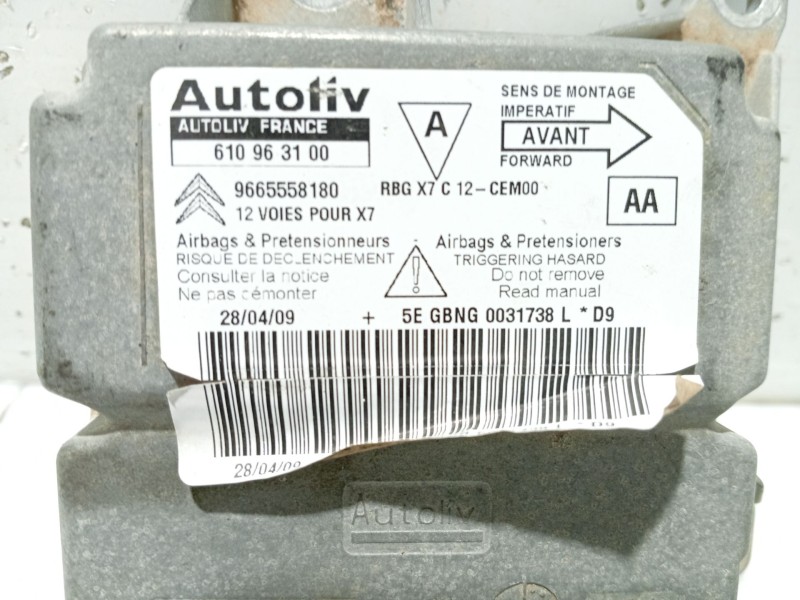 Autoliv
AUTOLIV FRANCE
610 96 3 1 00
A
SENS DE MONTAGE
IMPERATIF
AVANT
FORWARD
9665558180
RBG X7 C 12-CEM00
12 VOIES POUR X7
AA
Airbags & Pretensionneurs
RISQUE DE DECLENCHEMENT
Consulter la notice
Ne pas démonter
!
Airbags & Pretensioners
TRIGGERING HASARD
Do not remove
Read manual
28/04/09 + 5E GBNG 0031738 L * D9
28/04/09
Autoliv